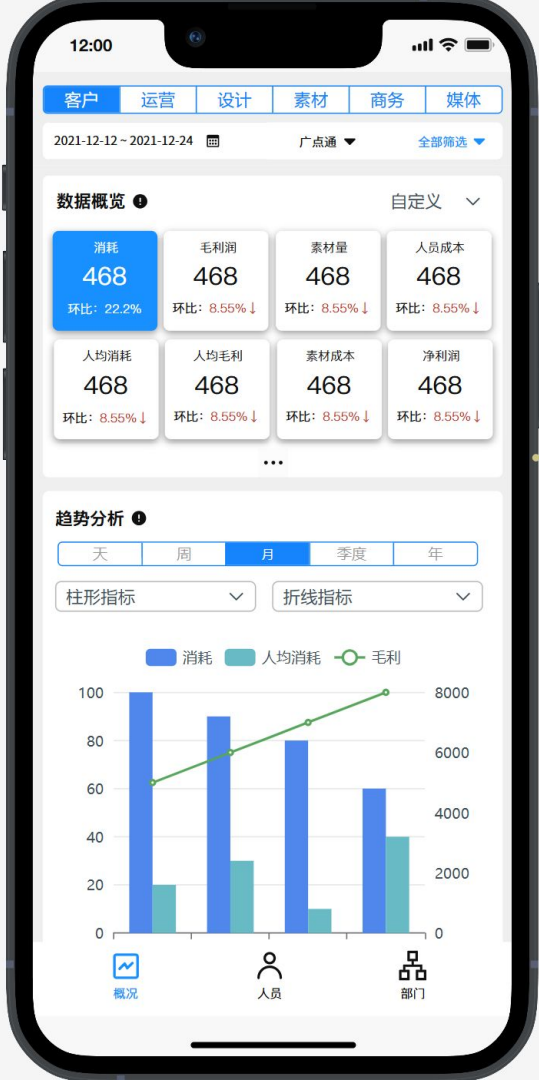 12:00
客户 运营 设计 素材 商务 媒体
2021-12-12 ~ 2021-12-24 广点通 全部筛选
数据概览 自定义
消耗 毛利润 素材量 人员成本
468 468 468 468
环比：22.2% 环比：8.55%↓ 环比：8.55%↓ 环比：8.55%↓
人均消耗 人均毛利 素材成本 净利润
468 468 468 468
环比：8.55%↓ 环比：8.55%↓ 环比：8.55%↓ 环比：8.55%↓
...
趋势分析
天 周 月 季度 年
柱形指标 折线指标
消耗 人均消耗 毛利
100 8000
80 6000
60 4000
40 2000
20
0 0
概况 人员 部门